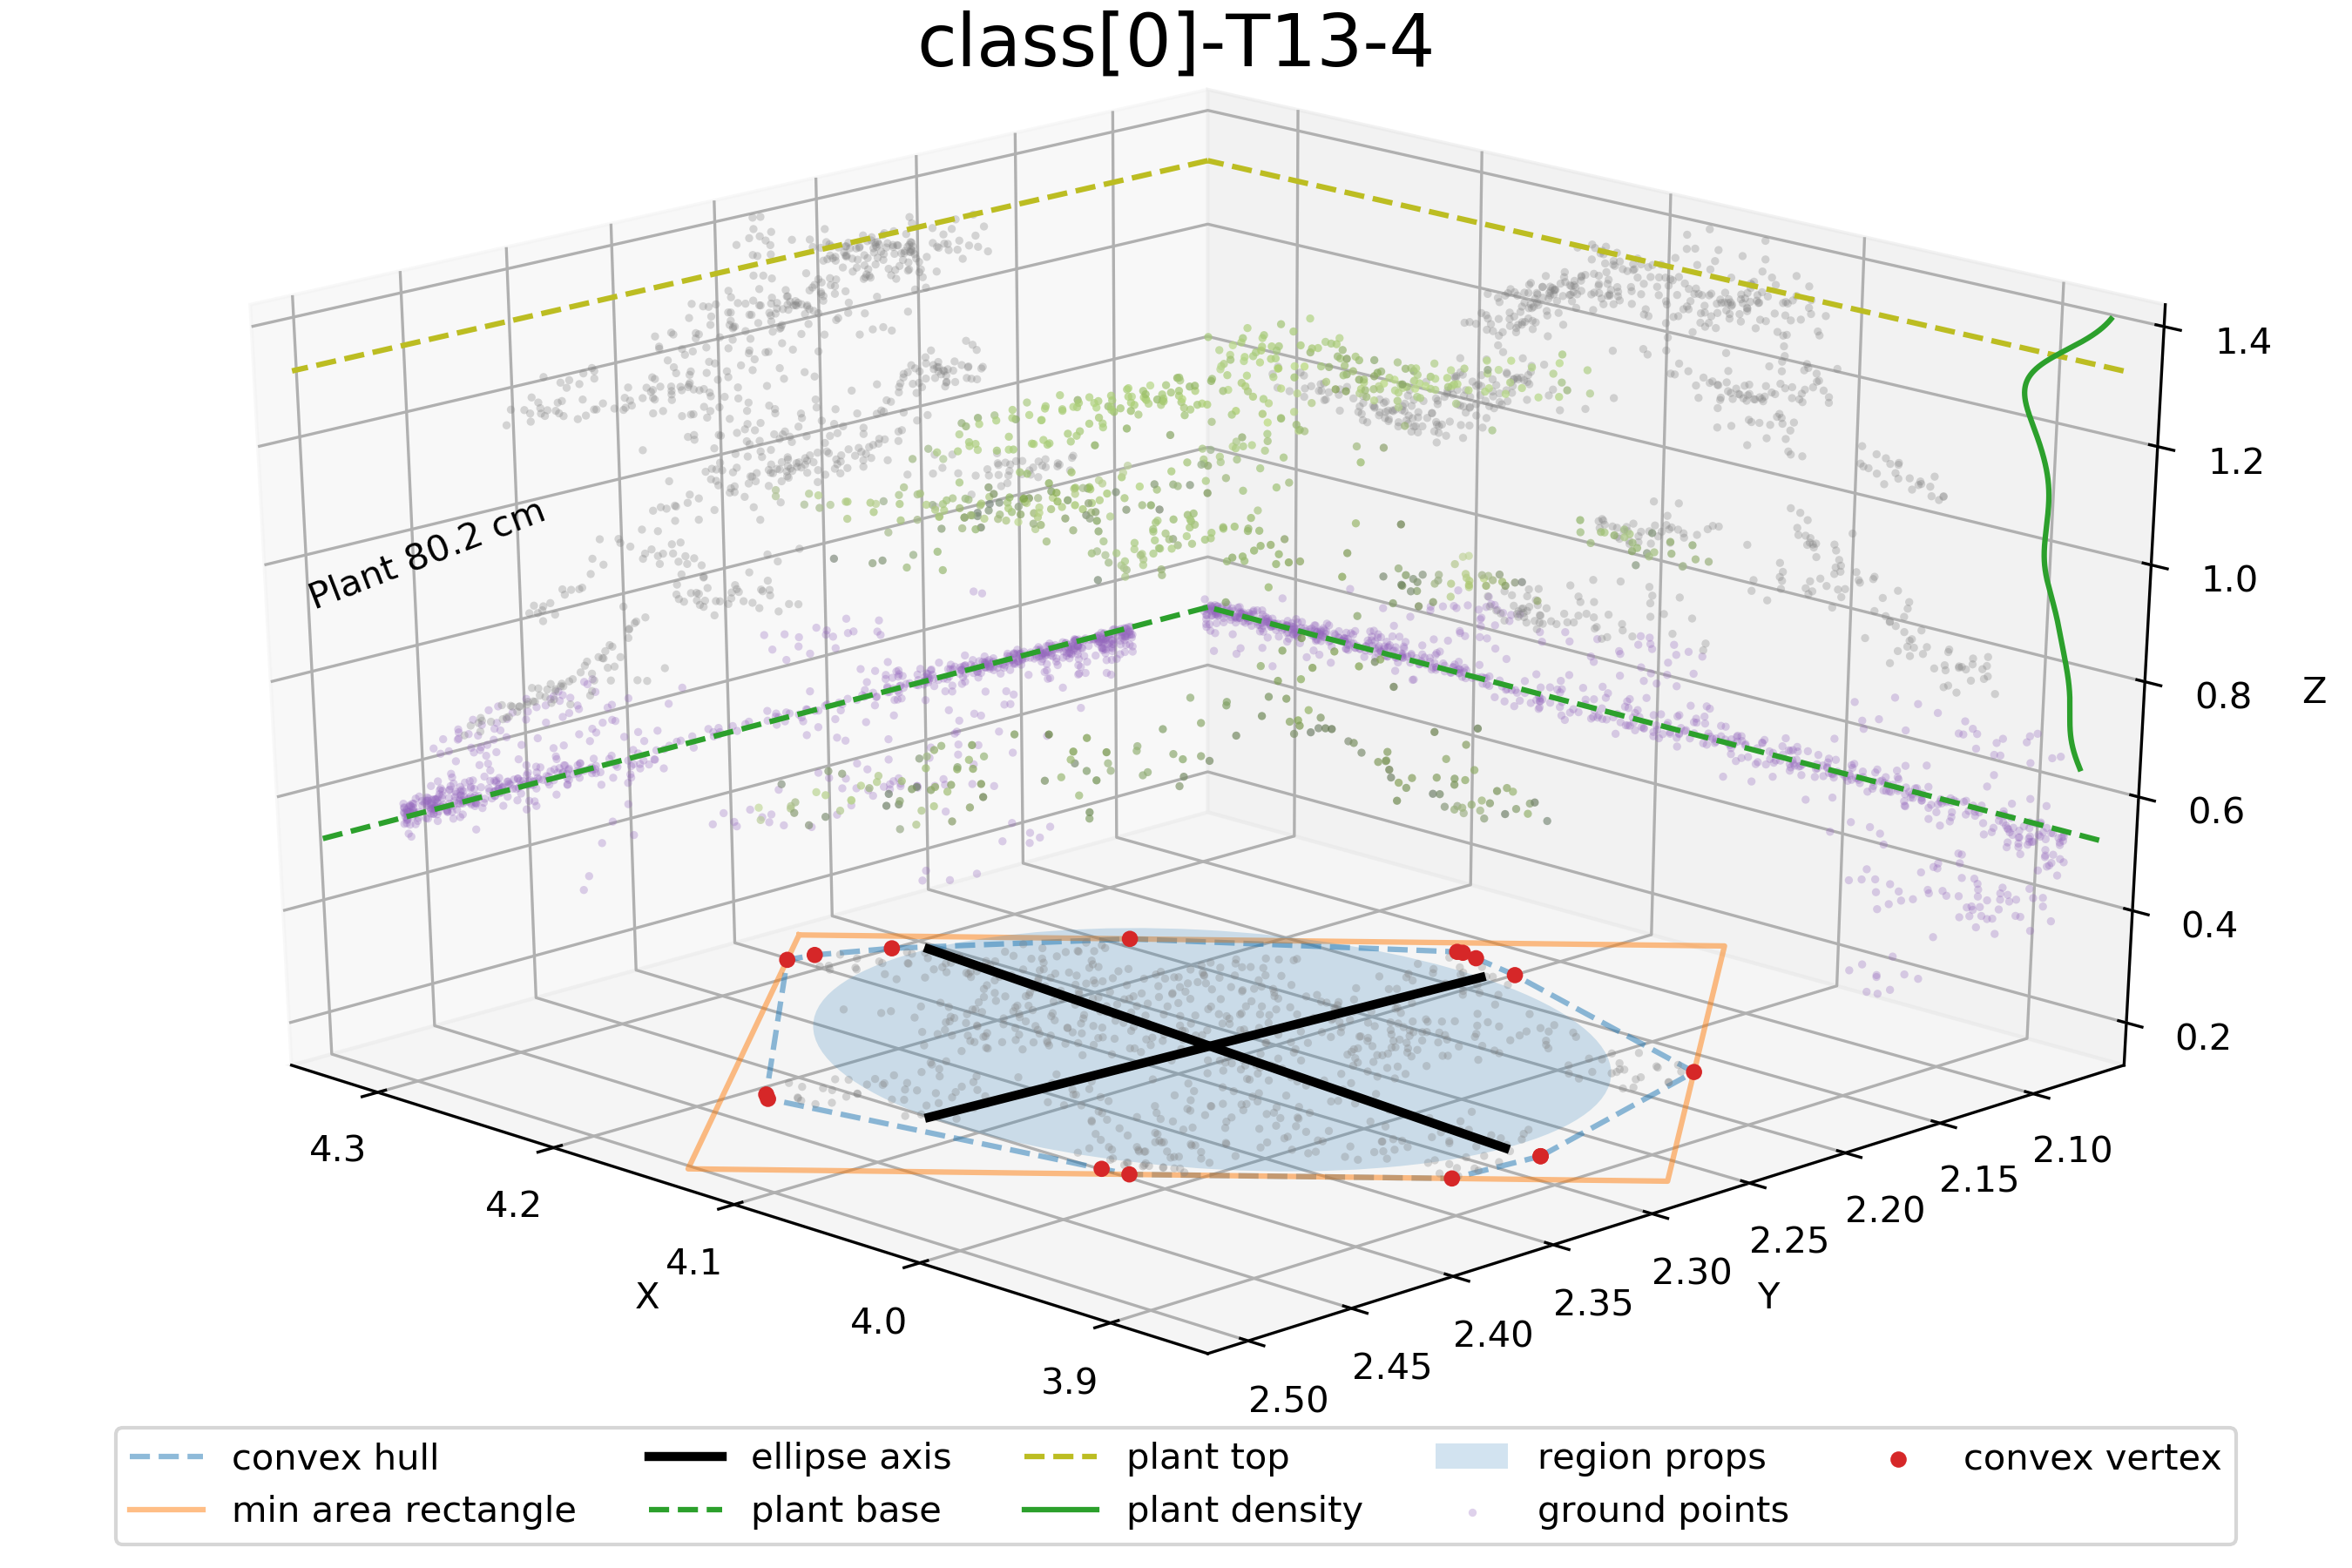 class[0]-T13-4
Plant 80.2 cm
1.4
1.2
1.0
0.8
0.6
0.4
0.2
Z
4.3
4.2
4.1
4.0
3.9
X
2.50
2.45
2.40
2.35
2.30
2.25
2.20
2.15
2.10
Y
convex hull
min area rectangle
ellipse axis
plant base
plant top
plant density
region props
ground points
convex vertex